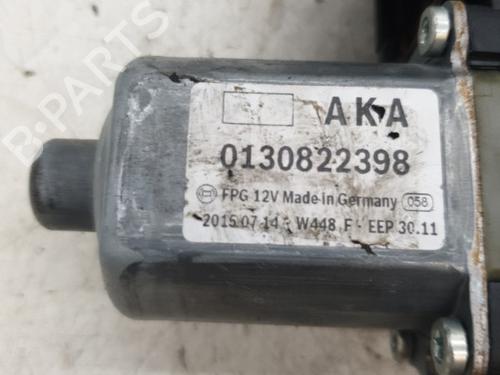 AKA
0130822398
FPG 12V Made in Germany 058
2015.07.14 - W448 F - EEP 30.11
B-PARTS